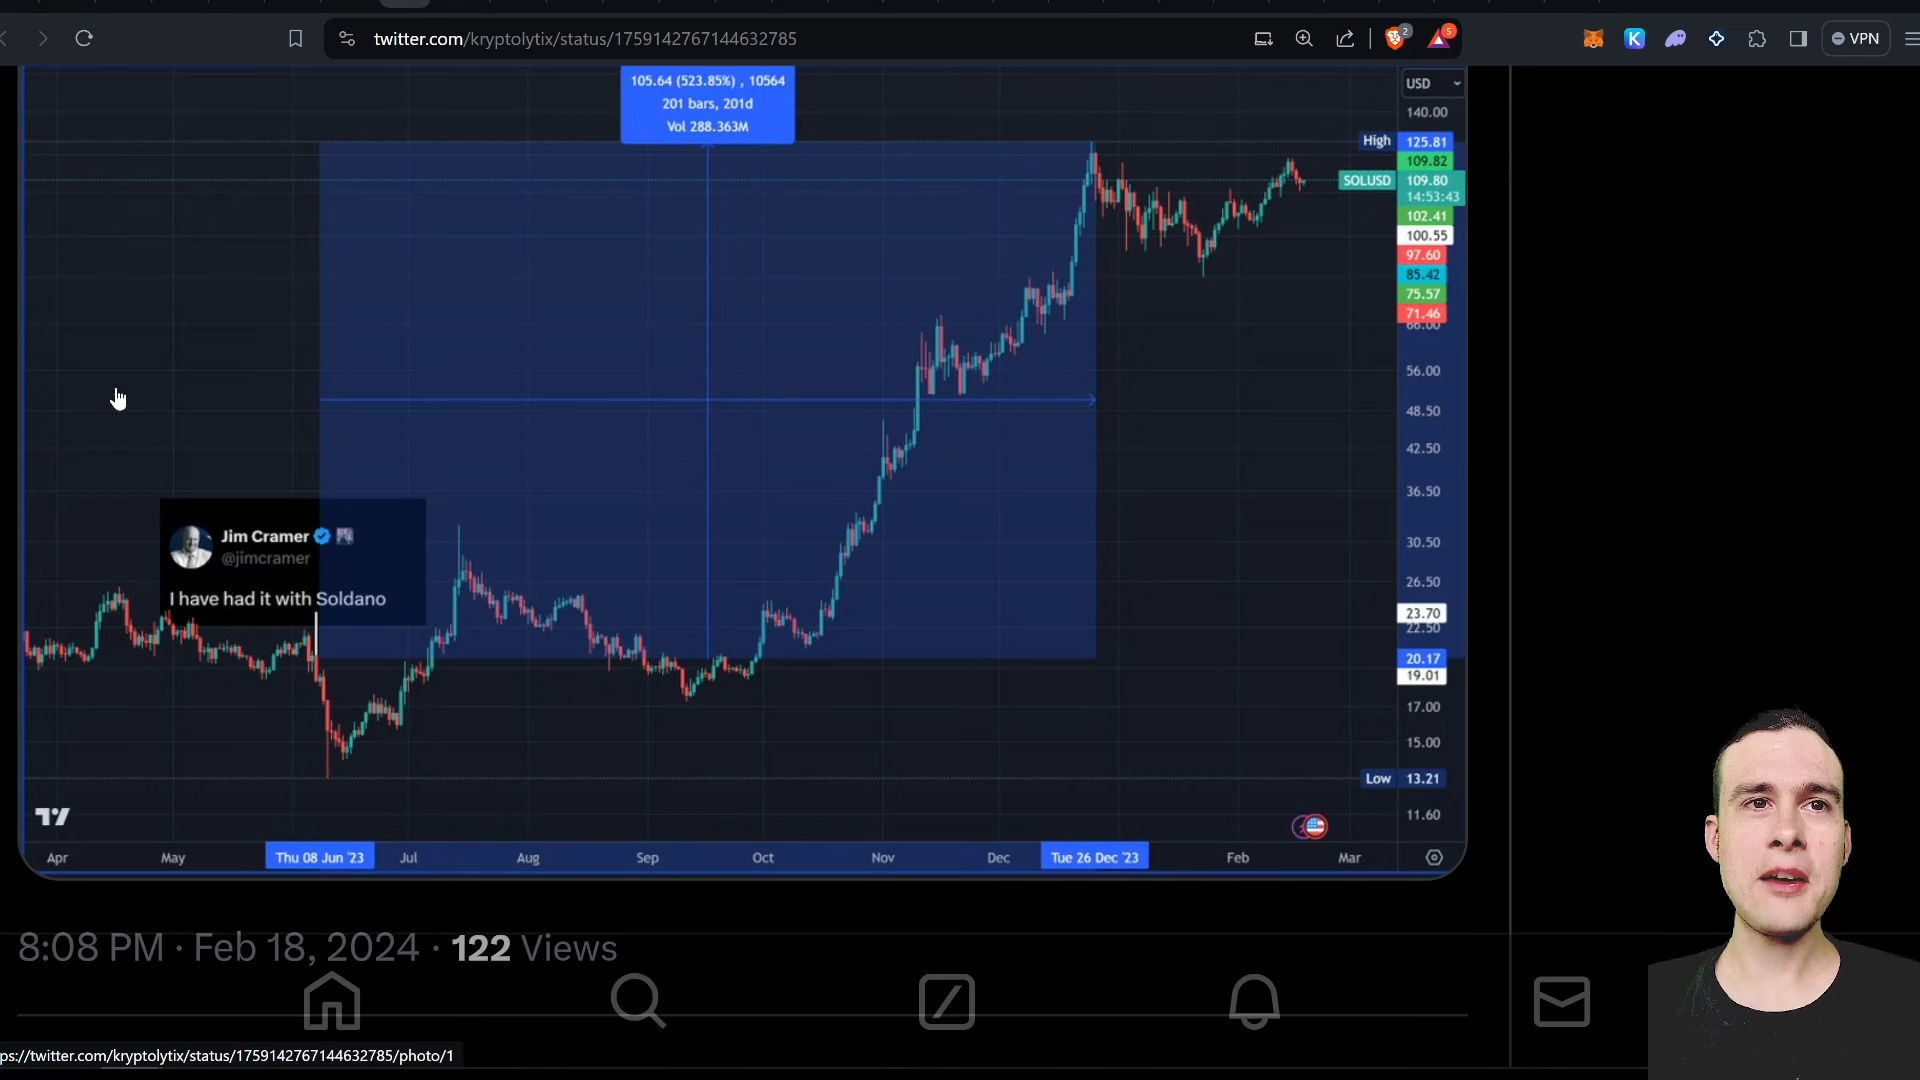 twitter.com/kryptolytix/status/1759142767144632785
2
5
VPN
105.64 (523.85%) , 10564
201 bars, 201d
Vol 288.363M
USD
140.00
High 125.81
109.82
SOLUSD 109.80
14:53:43
102.41
100.55
97.60
85.42
75.57
71.46
66.00
56.00
48.50
42.50
36.50
30.50
26.50
23.70
22.50
20.17
19.01
17.00
15.00
Low 13.21
11.60
Jim Cramer
@jimcramer
I have had it with Soldano
Apr May Thu 08 Jun '23 Jul Aug Sep Oct Nov Dec Tue 26 Dec '23 Feb Mar
8:08 PM · Feb 18, 2024 · 122 Views
ps://twitter.com/kryptolytix/status/1759142767144632785/photo/1